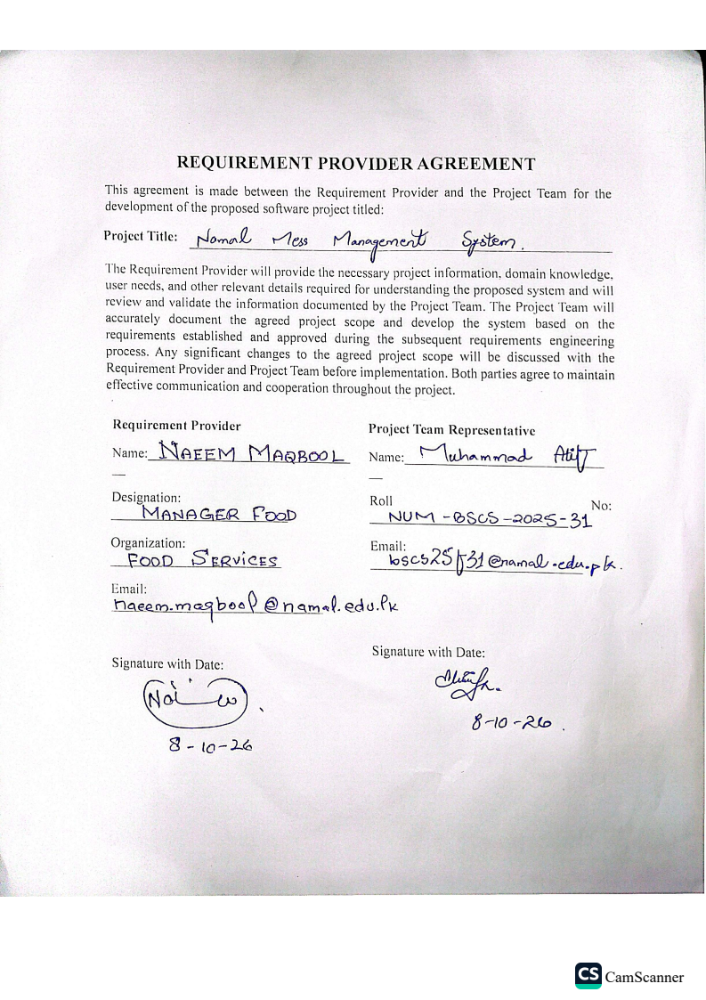 REQUIREMENT PROVIDER AGREEMENT
This agreement is made between the Requirement Provider and the Project Team for the
development of the proposed software project titled:
Project Title: Namal Mess Management System.
The Requirement Provider will provide the necessary project information, domain knowledge,
user needs, and other relevant details required for understanding the proposed system and will
review and validate the information documented by the Project Team. The Project Team will
accurately document the agreed project scope and develop the system based on the
requirements established and approved during the subsequent requirements engineering
process. Any significant changes to the agreed project scope will be discussed with the
Requirement Provider and Project Team before implementation. Both parties agree to maintain
effective communication and cooperation throughout the project.
Requirement Provider
Name: NAEEM MAQBOOL
Designation:
MANAGER FOOD
Organization:
FOOD SERVICES
Email:
naeem.maqbool@namal.edu.pk
Signature with Date:
8-10-26
Project Team Representative
Name: Muhammad Atif
Roll No:
NUM-BSCS-2025-31
Email:
bscs25f31@namal.edu.pk.
Signature with Date:
8-10-26.
CS CamScanner